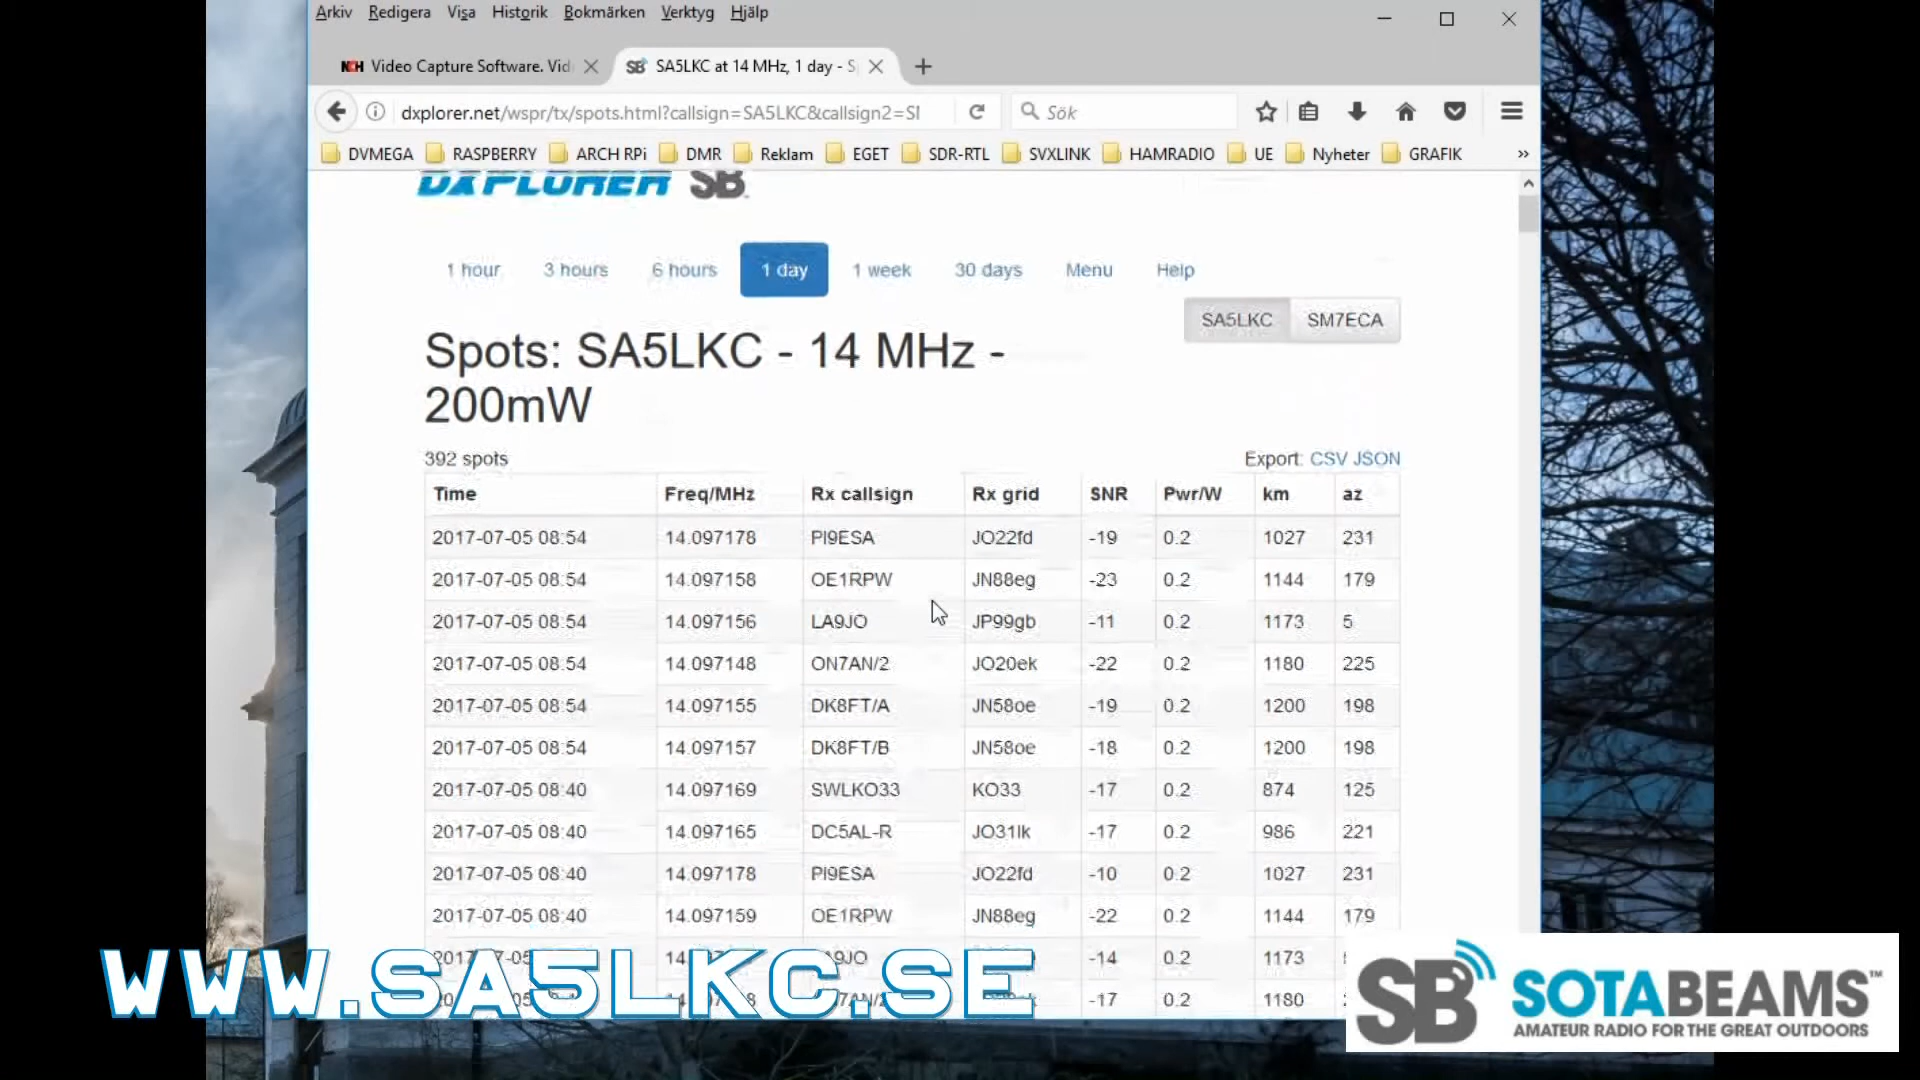 Arkiv Redigera Visa Historik Bokmärken Verktyg Hjälp
NCH Video Capture Software. Vid SB SA5LKC at 14 MHz, 1 day - S
dxplorer.net/wspr/tx/spots.html?callsign=SA5LKC&callsign2=S Sök
DVMEGA RASPBERRY ARCH RPi DMR Reklam EGET SDR-RTL SVXLINK HAMRADIO UE Nyheter GRAFIK »
DXPLORER SB
1 hour 3 hours 6 hours 1 day 1 week 30 days Menu Help
SA5LKC SM7ECA
Spots: SA5LKC - 14 MHz -
200mW
392 spots Export: CSV JSON
Time Freq/MHz Rx callsign Rx grid SNR Pwr/W km az
2017-07-05 08:54 14.097178 PI9ESA JO22fd -19 0.2 1027 231
2017-07-05 08:54 14.097158 OE1RPW JN88eg -23 0.2 1144 179
2017-07-05 08:54 14.097156 LA9JO JP99gb -11 0.2 1173 5
2017-07-05 08:54 14.097148 ON7AN/2 JO20ek -22 0.2 1180 225
2017-07-05 08:54 14.097155 DK8FT/A JN58oe -19 0.2 1200 198
2017-07-05 08:54 14.097157 DK8FT/B JN58oe -18 0.2 1200 198
2017-07-05 08:40 14.097169 SWLKO33 KO33 -17 0.2 874 125
2017-07-05 08:40 14.097165 DC5AL-R JO31lk -17 0.2 986 221
2017-07-05 08:40 14.097178 PI9ESA JO22fd -10 0.2 1027 231
2017-07-05 08:40 14.097159 OE1RPW JN88eg -22 0.2 1144 179
-14 0.2 1173
-17 0.2 1180
WWW.SA5LKC.SE
SB SOTABEAMS™
AMATEUR RADIO FOR THE GREAT OUTDOORS